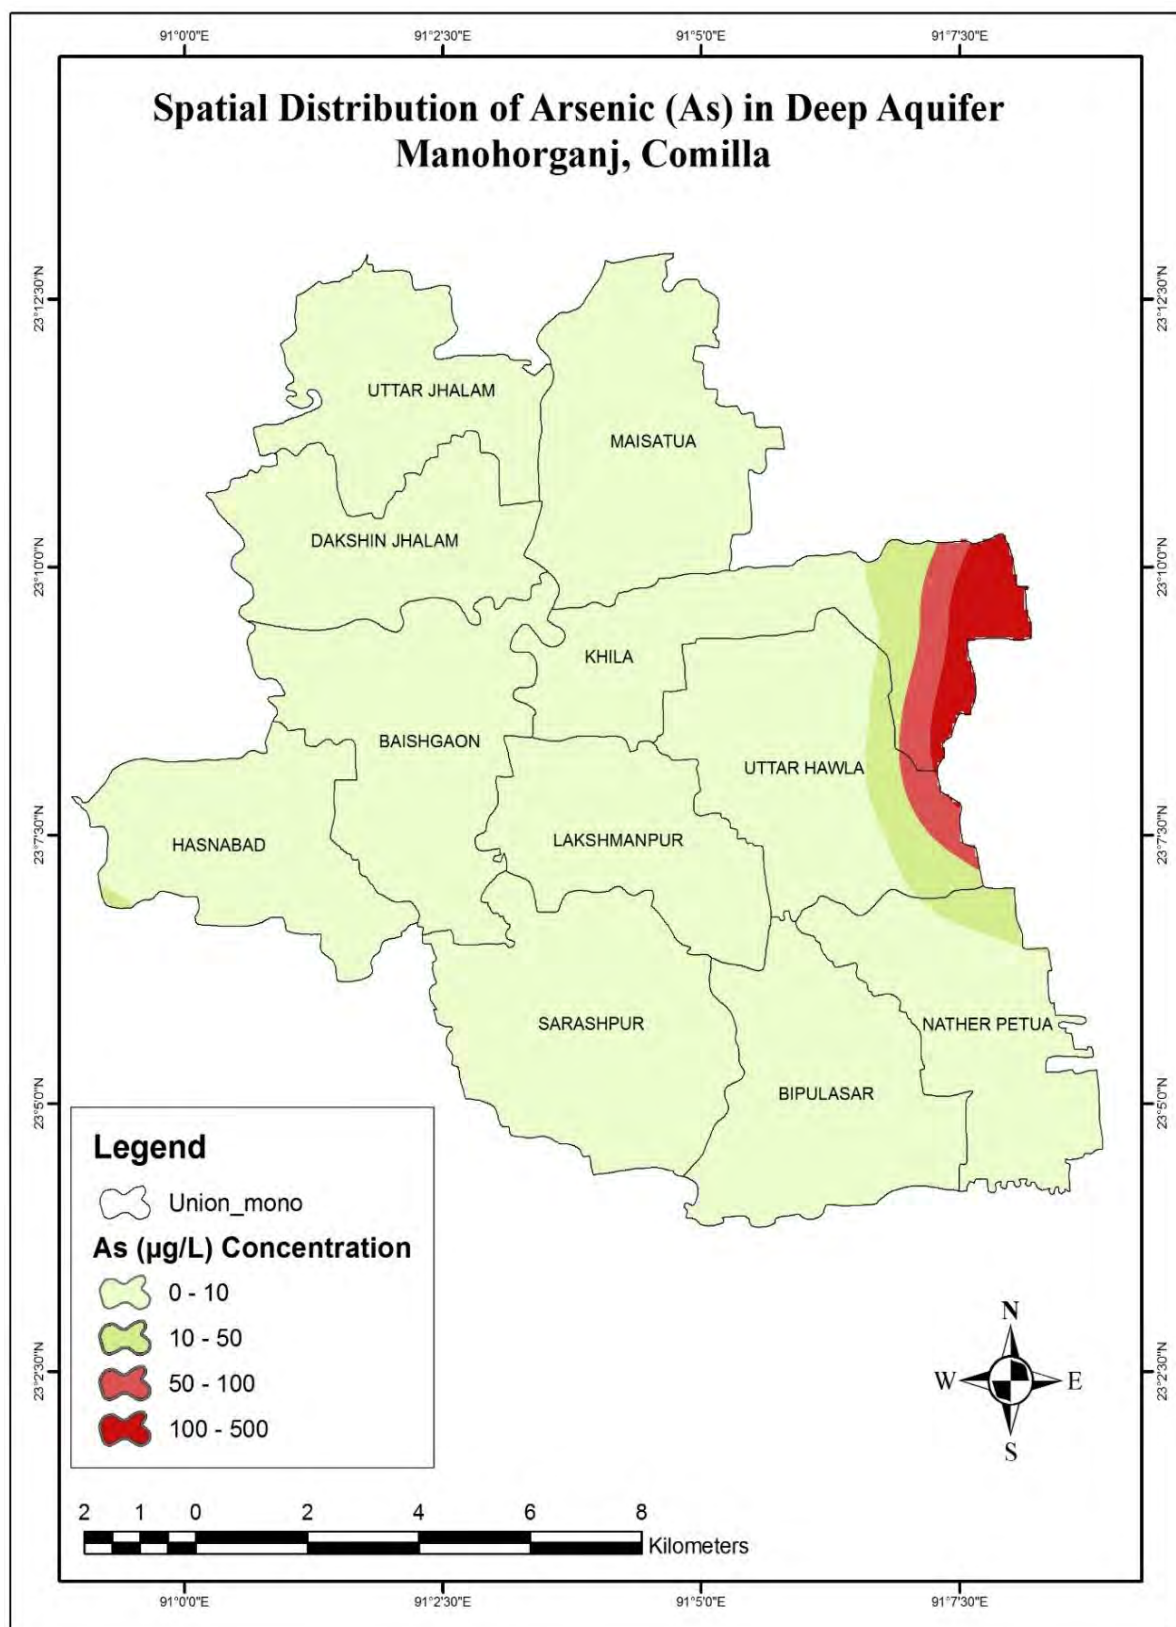 91°0'0"E 91°2'30"E 91°5'0"E 91°7'30"E
Spatial Distribution of Arsenic (As) in Deep Aquifer
Manohorganj, Comilla
23°12'30"N 23°12'30"N
UTTAR JHALAM
MAISATUA
DAKSHIN JHALAM
23°10'0"N 23°10'0"N
KHILA
BAISHGAON
UTTAR HAWLA
23°7'30"N 23°7'30"N
HASNABAD
LAKSHMANPUR
SARASHPUR
NATHER PETUA
BIPULASAR
23°5'0"N 23°5'0"N
Legend
Union_mono
As (µg/L) Concentration
0 - 10
10 - 50
50 - 100
100 - 500
N
W E
S
23°2'30"N 23°2'30"N
2 1 0 2 4 6 8
Kilometers
91°0'0"E 91°2'30"E 91°5'0"E 91°7'30"E